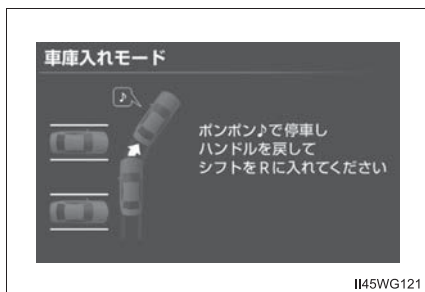 車庫入れモード
♪
ポンポン♪で停車し
ハンドルを戻して
シフトをRに入れてください
II45WG121